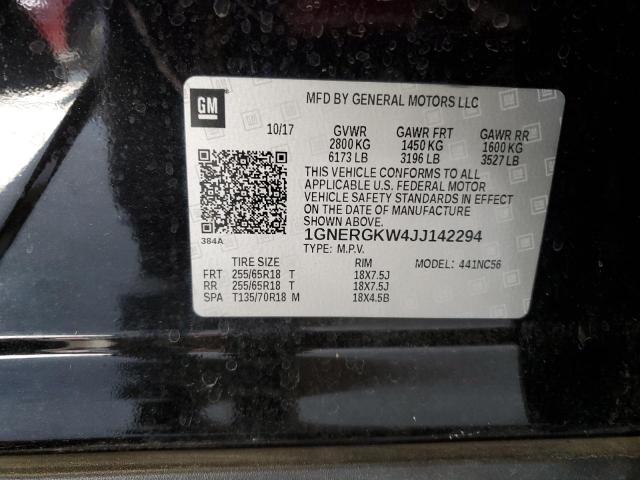 GM
MFD BY GENERAL MOTORS LLC
10/17 GVWR GAWR FRT GAWR RR
2800 KG 1450 KG 1600 KG
6173 LB 3196 LB 3527 LB
THIS VEHICLE CONFORMS TO ALL
APPLICABLE U.S. FEDERAL MOTOR
VEHICLE SAFETY STANDARDS IN EFFECT
ON THE DATE OF MANUFACTURE
SHOWN ABOVE.
384A
1GNERGKW4JJ142294
TYPE: M.P.V.
TIRE SIZE RIM MODEL: 441NC56
FRT 255/65R18 T 18X7.5J
RR 255/65R18 T 18X7.5J
SPA T135/70R18 M 18X4.5B